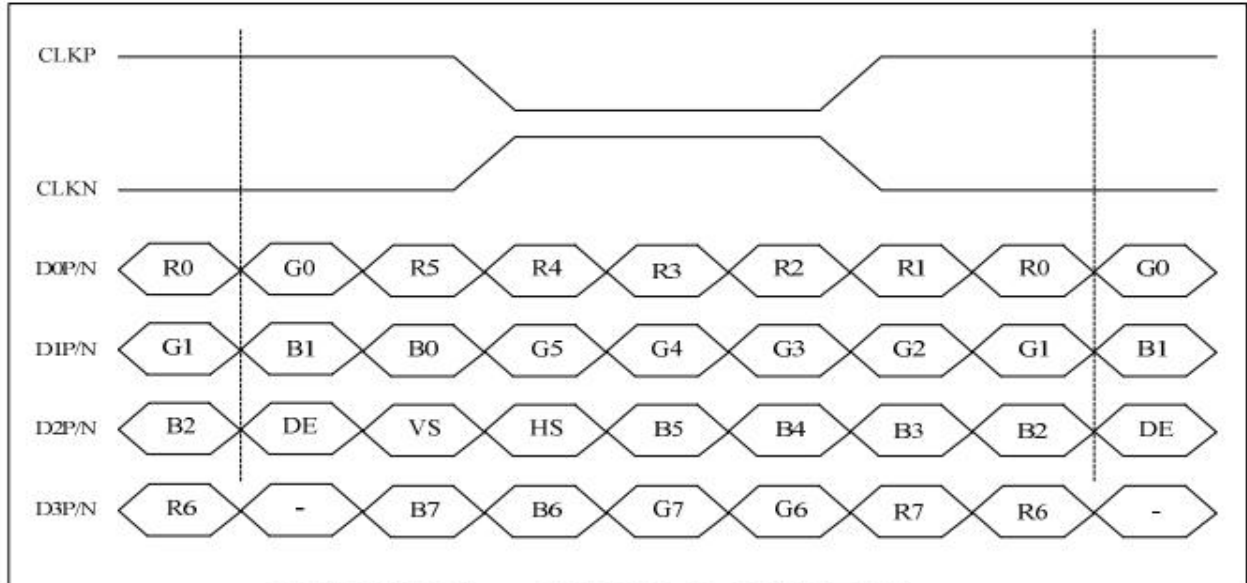 CLKP
CLKN
D0P/N R0 G0 R5 R4 R3 R2 R1 R0 G0
D1P/N G1 B1 B0 G5 G4 G3 G2 G1 B1
D2P/N B2 DE VS HS B5 B4 B3 B2 DE
D3P/N R6 - B7 B6 G7 G6 R7 R6 -